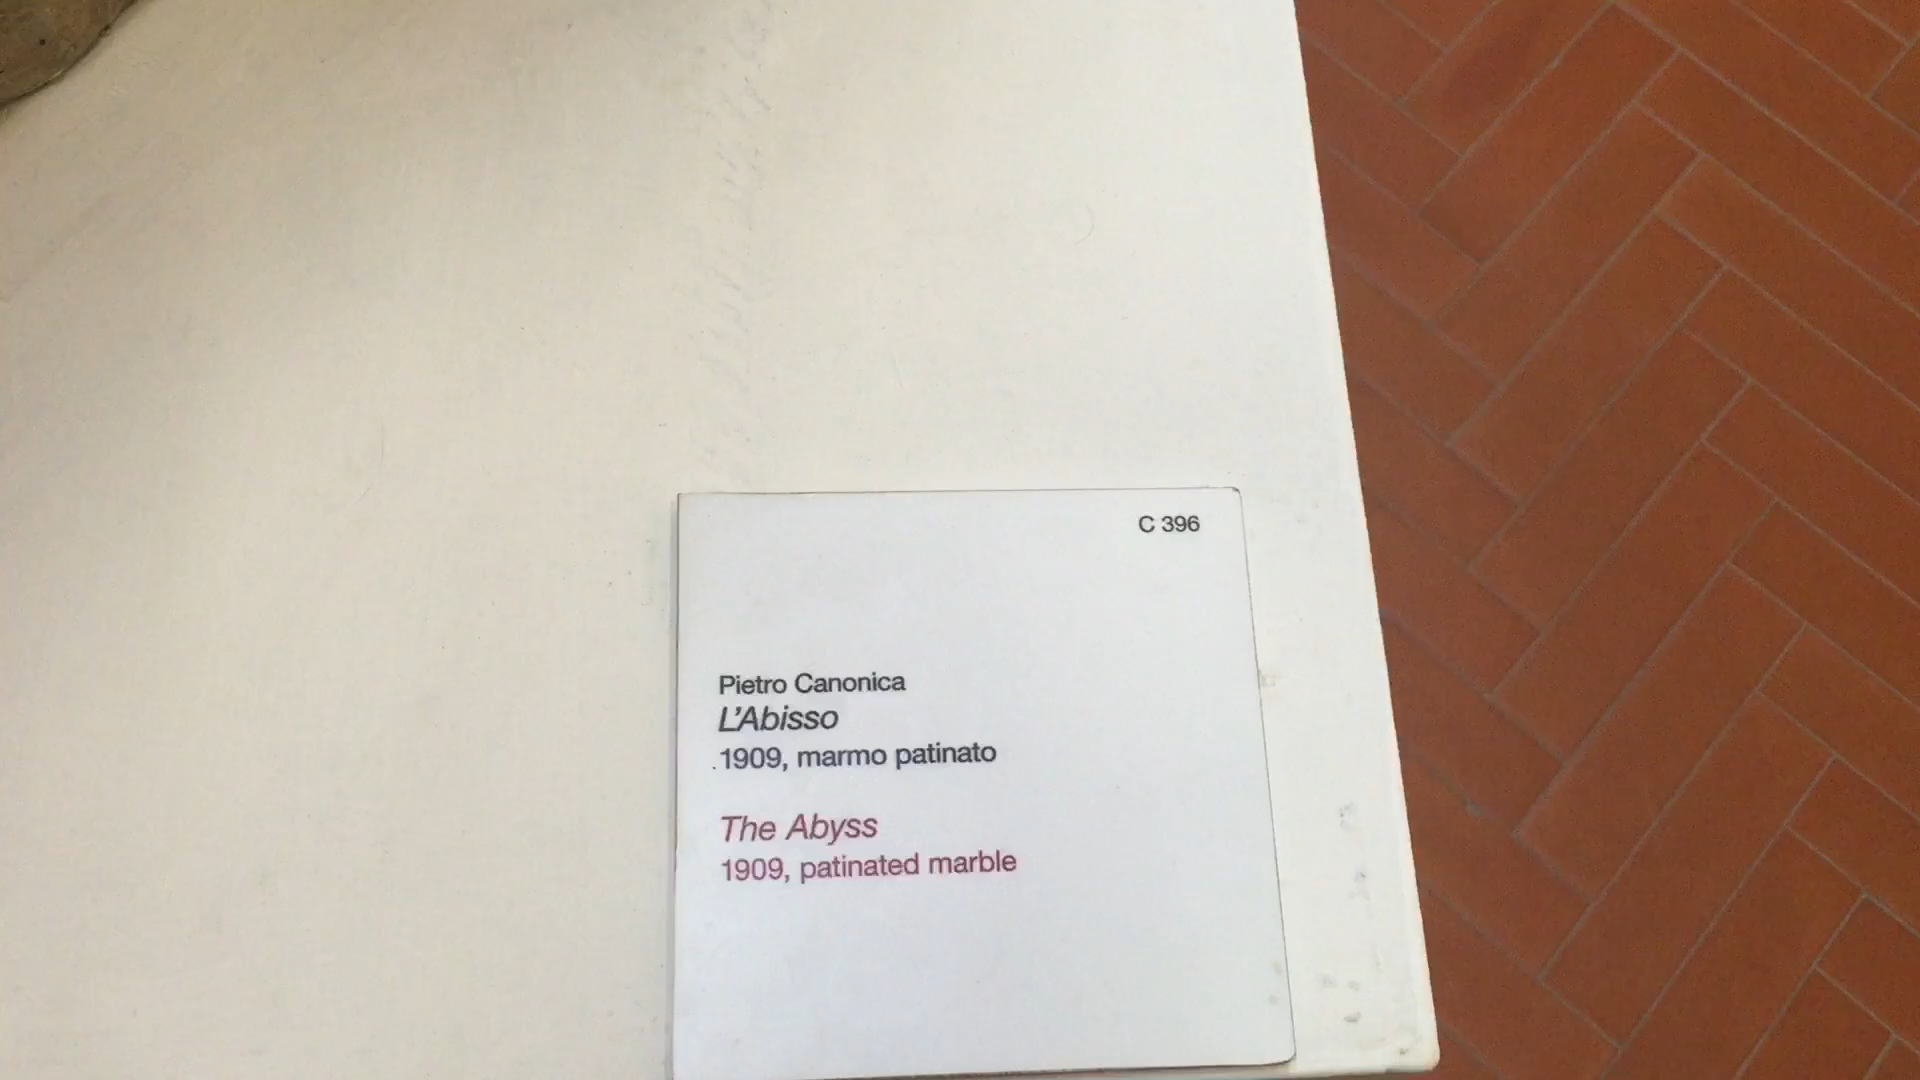 C 396
Pietro Canonica
L'Abisso
1909, marmo patinato
The Abyss
1909, patinated marble